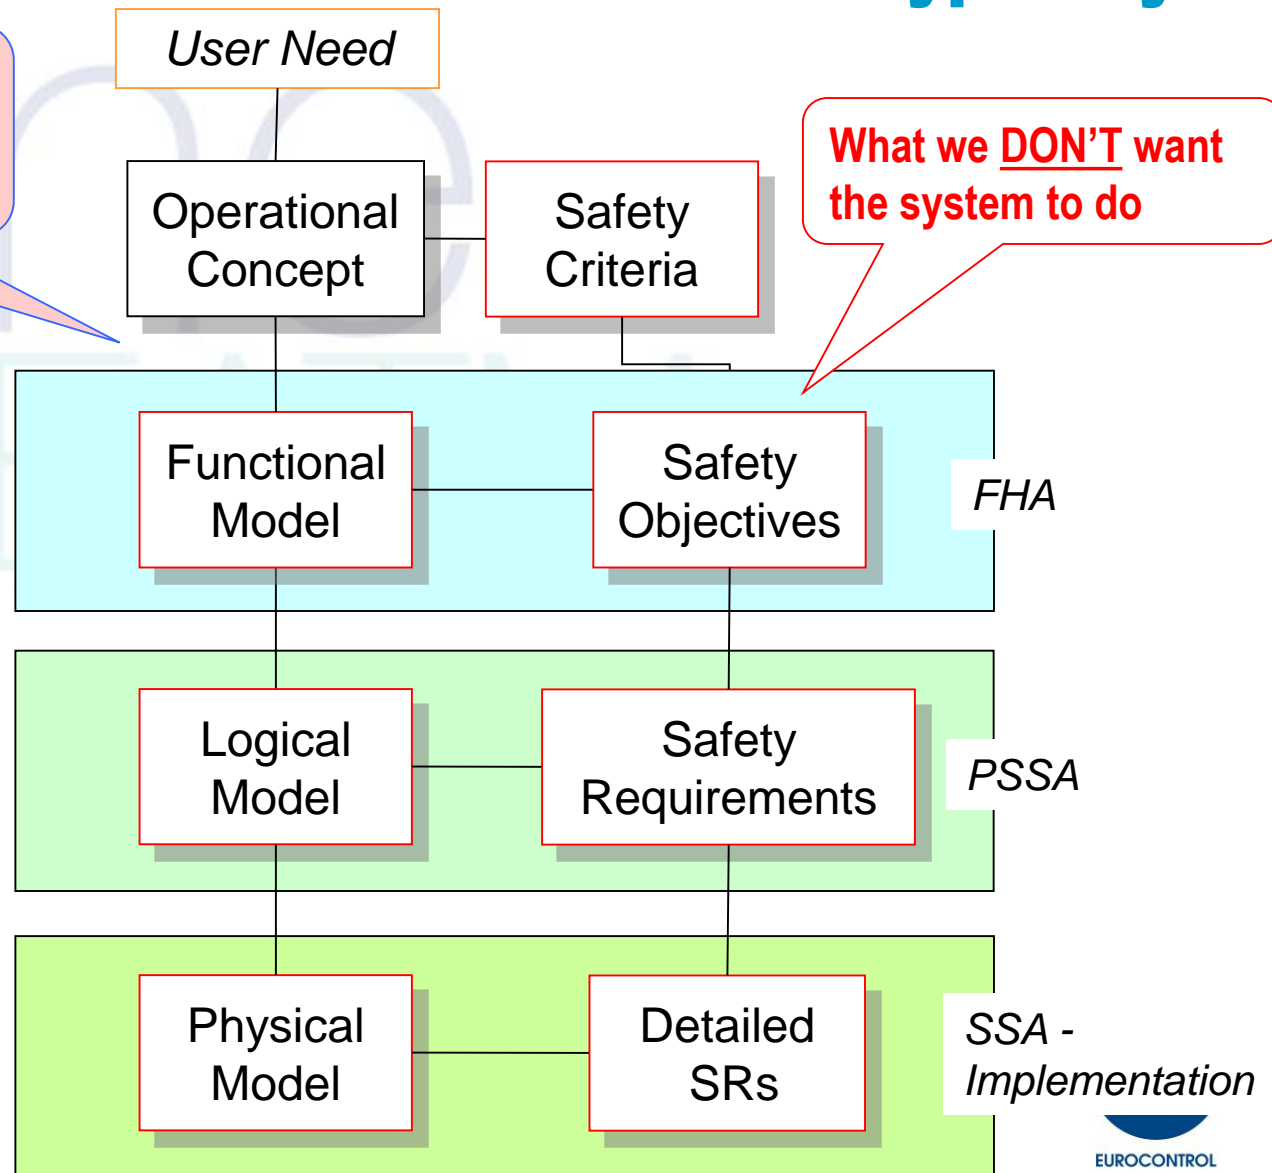 User Need
What we DON'T want
the system to do
Operational
Concept
Safety
Criteria
Functional
Model
Safety
Objectives
FHA
Logical
Model
Safety
Requirements
PSSA
Physical
Model
Detailed
SRs
SSA -
Implementation
EUROCONTROL